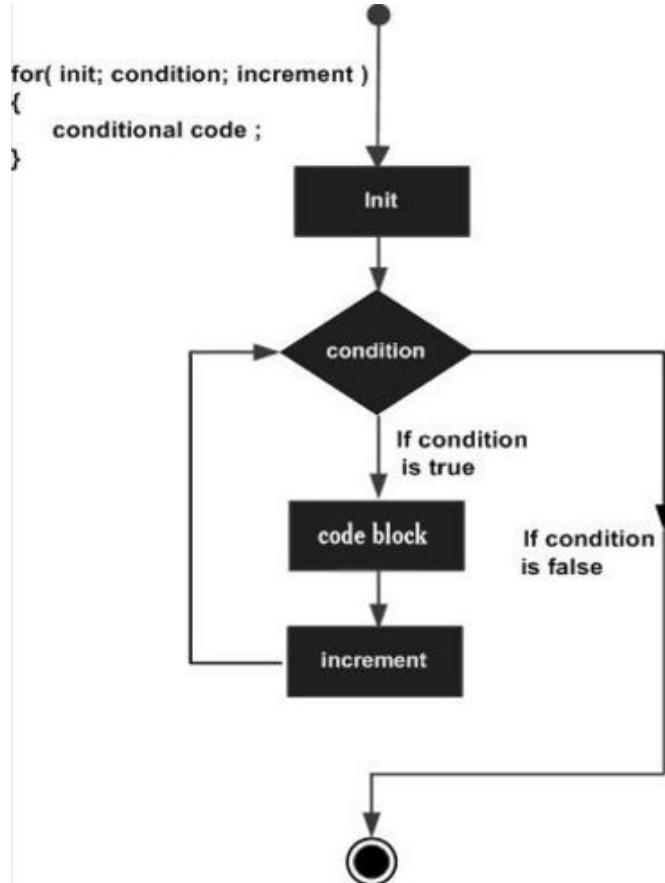 for( init; condition; increment )
{
conditional code ;
}
Init
condition
If condition
is true
code block
If condition
is false
increment